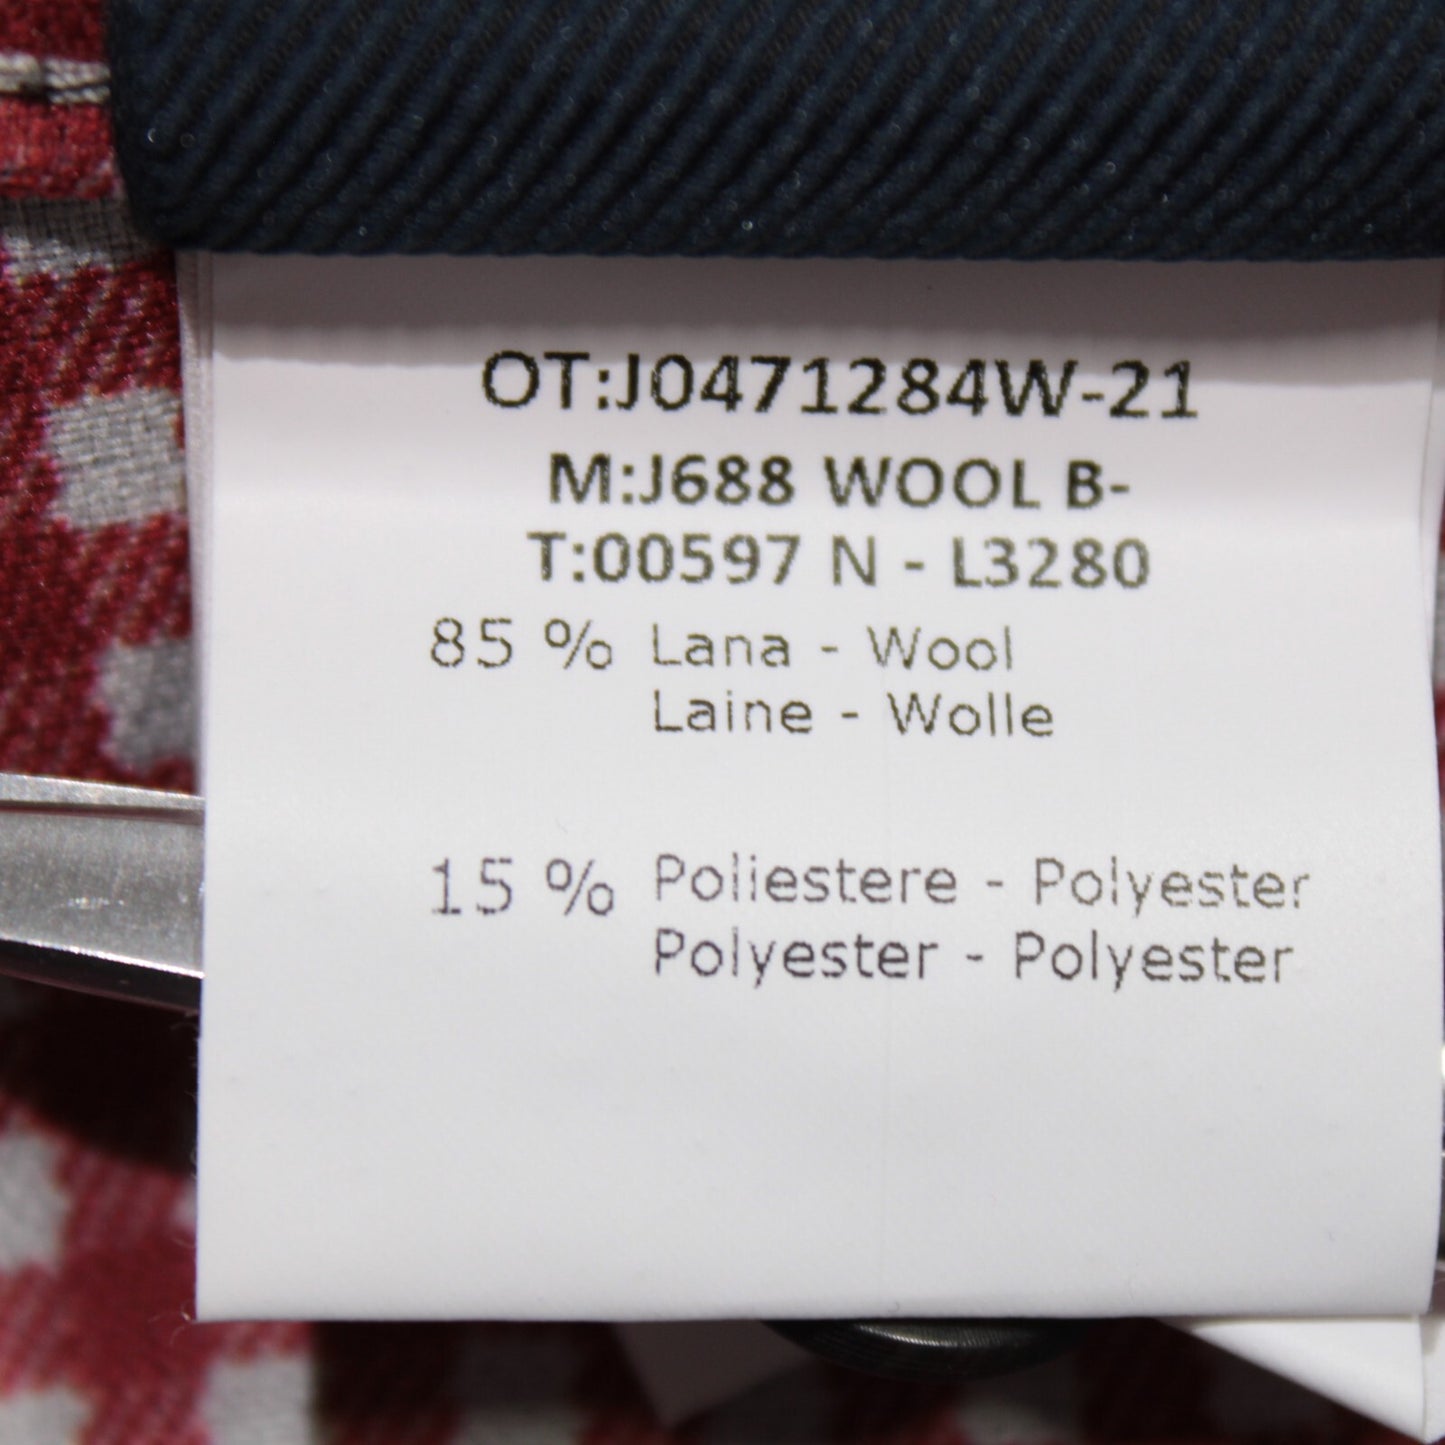 OT:J0471284W-21
M:J688 WOOL B-
T:00597 N - L3280
85 % Lana - Wool
Laine - Wolle
15 % Poliestere - Polyester
Polyester - Polyester